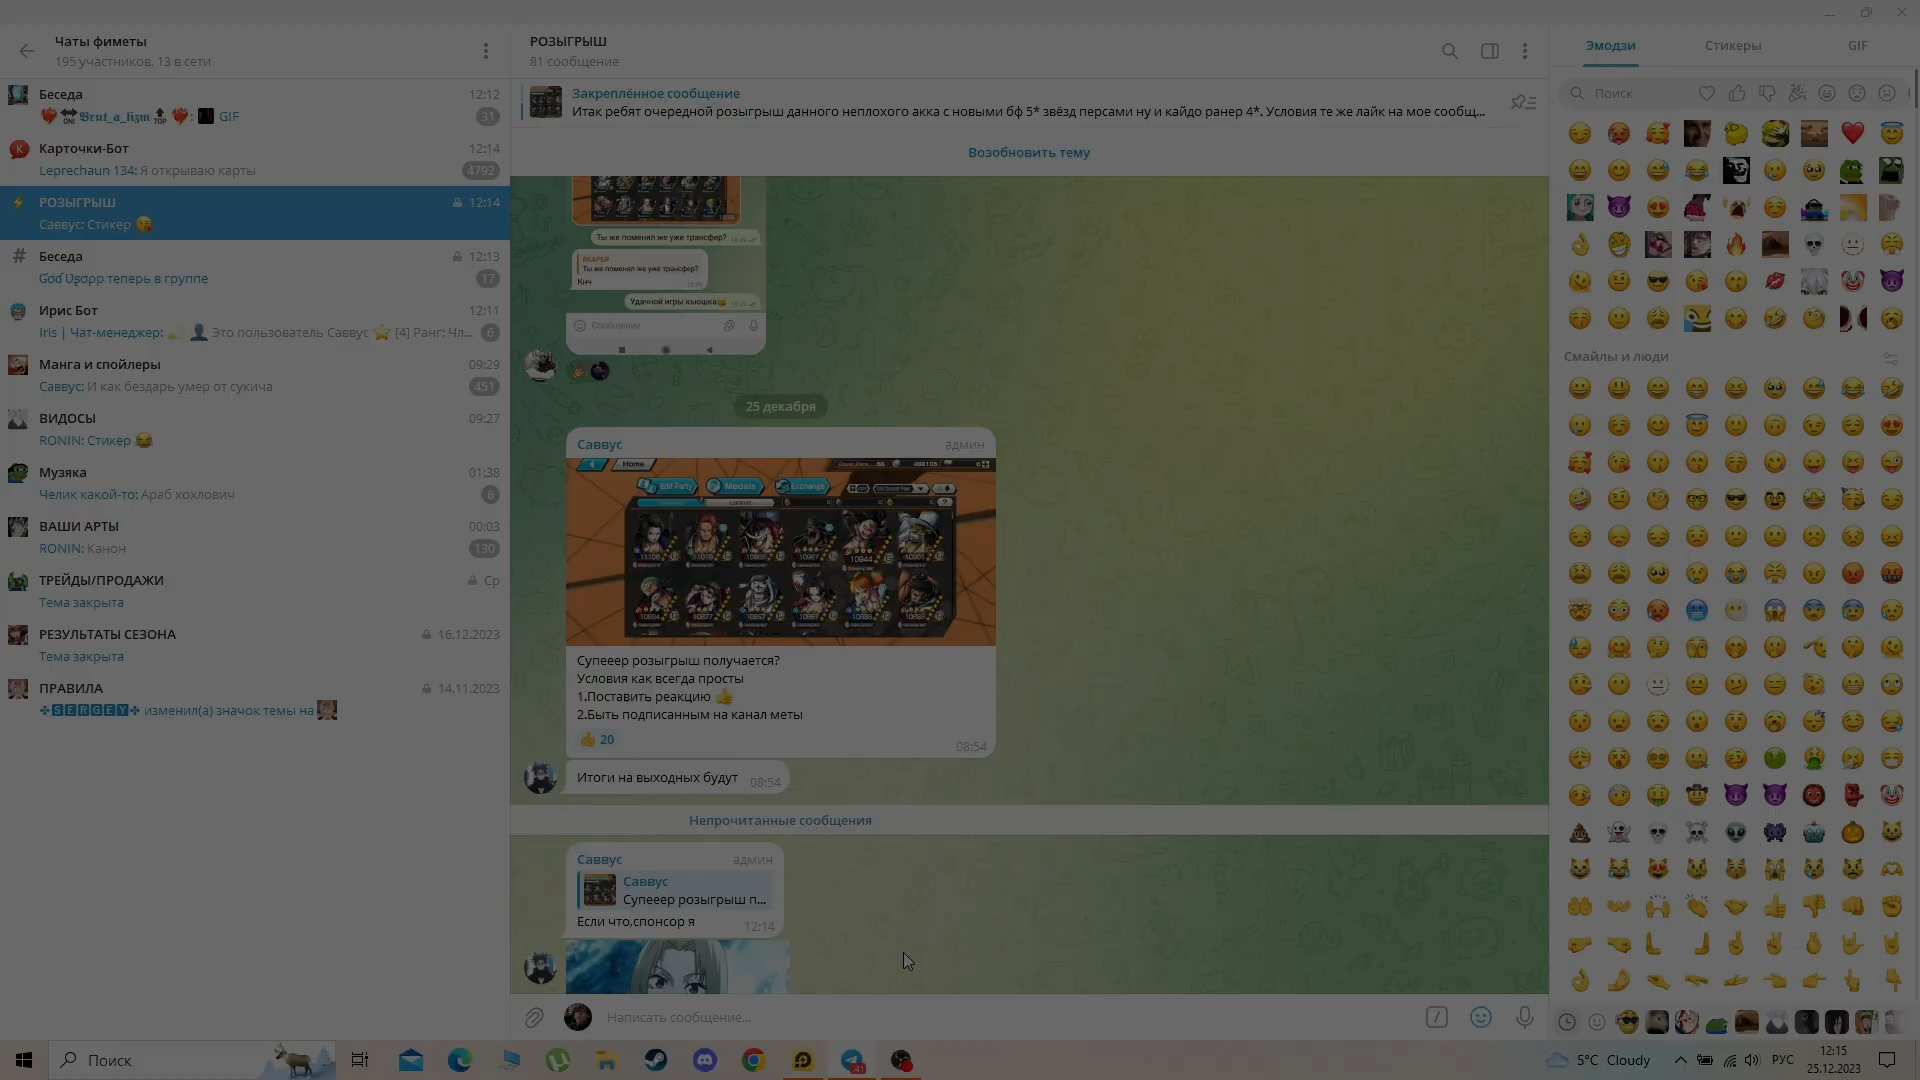 Чаты фиметы
195 участников, 13 в сети
Беседа
12:12
GIF
31
Карточки-Бот
12:14
Leprechaun 134: Я открываю карты
4792
РОЗЫГРЫШ
12:14
Саввус: Стикер
Беседа
12:13
теперь в группе
17
Ирис Бот
12:11
Iris | Чат-менеджер: Это пользователь Саввус [4] Ранг: Чл...
6
Манга и спойлеры
09:29
Саввус: И как бездарь умер от сукича
451
ВИДОСЫ
09:27
RONIN: Стикер
Музяка
01:38
Челик какой-то: Араб хохлович
6
ВАШИ АРТЫ
00:03
RONIN: Канон
130
ТРЕЙДЫ/ПРОДАЖИ
Ср
Тема закрыта
РЕЗУЛЬТАТЫ СЕЗОНА
16.12.2023
Тема закрыта
ПРАВИЛА
14.11.2023
✣🆂🅴🆁🅶🅴🆈✣ изменил(а) значок темы на
РОЗЫГРЫШ
81 сообщение
Закреплённое сообщение
Итак ребят очередной розыгрыш данного неплохого акка с новыми бф 5* звёзд персами ну и кайдо ранер 4*. Условия те же лайк на мое сообщ...
Возобновить тему
Ты же поменял же уже трансфер?
REAPER
Ты же поменял же уже трансфер?
Кнч
Удачной игры кьюшка
Сообщение
25 декабря
Саввус
админ
Home
Edit Party
Medals
Exchange
Супееер розыгрыш получается?
Условия как всегда просты
1.Поставить реакцию 👍
2.Быть подписанным на канал меты
👍 20
08:54
Итоги на выходных будут
08:54
Непрочитанные сообщения
Саввус
админ
Саввус
Супееер розыгрыш п...
Если что,спонсор я
12:14
Написать сообщение...
Эмодзи
Стикеры
GIF
Поиск
Смайлы и люди
Поиск
41
5°C Cloudy
РУС
12:15
25.12.2023